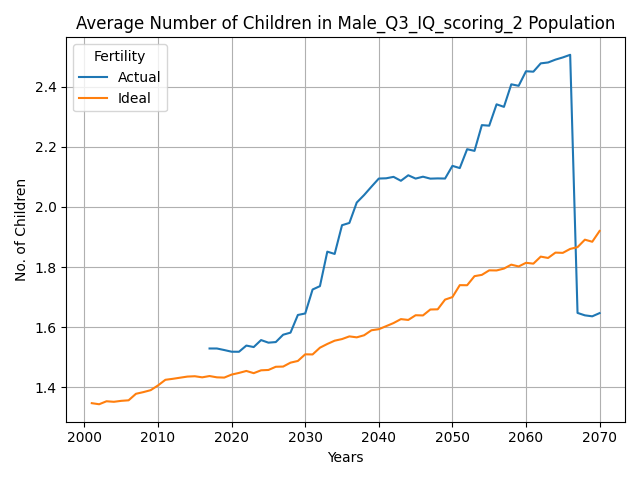 Average Number of Children in Male_Q3_IQ_scoring_2 Population
Fertility
Actual
Ideal
No. of Children
2.4
2.2
2.0
1.8
1.6
1.4
2000 2010 2020 2030 2040 2050 2060 2070
Years